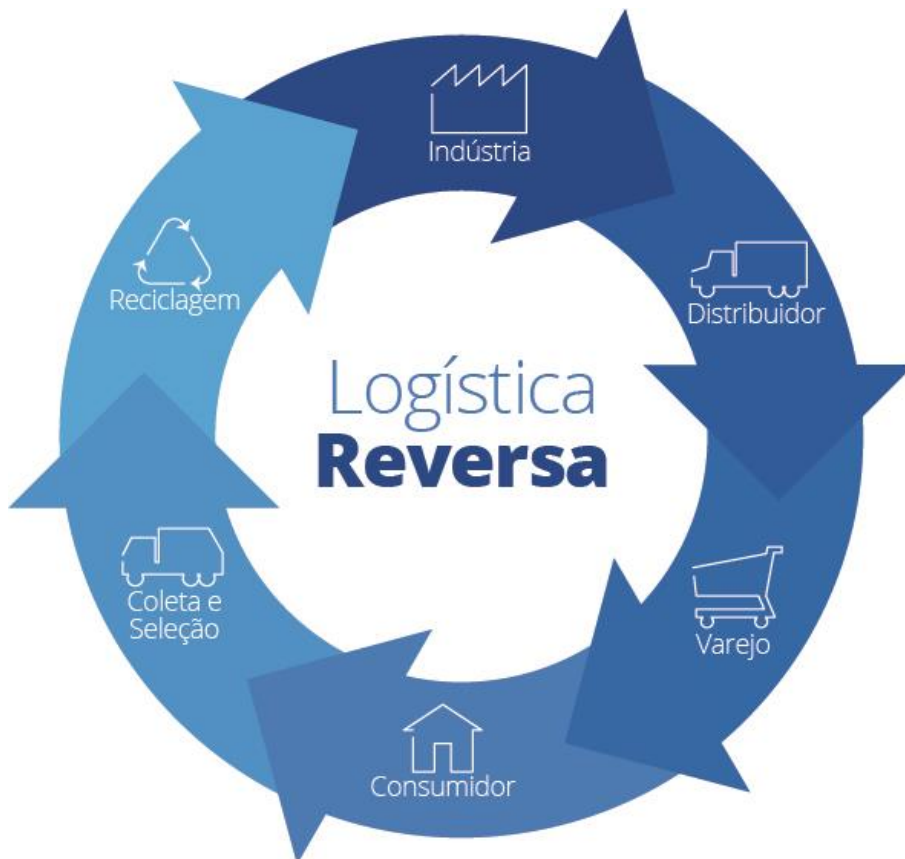 Indústria
Distribuidor
Varejo
Consumidor
Coleta e
Seleção
Reciclagem
Logística
Reversa